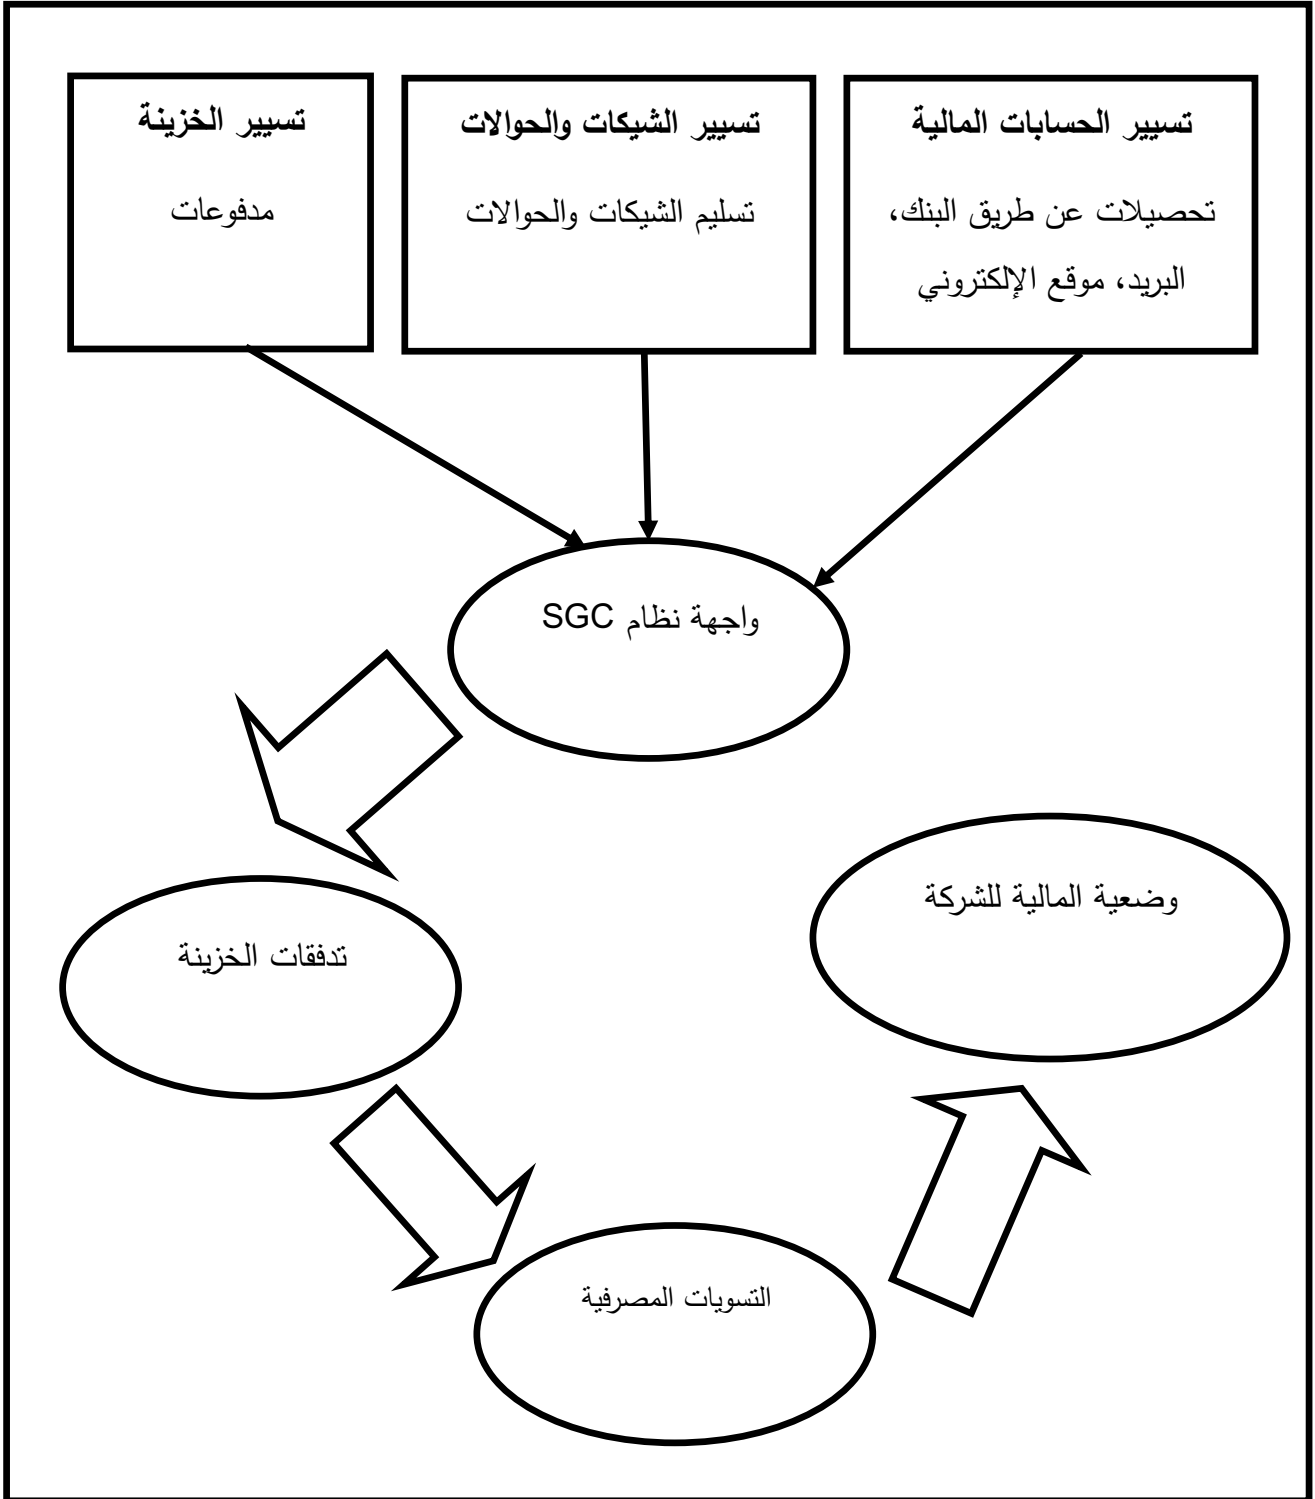 تسيير الحسابات المالية
تحصيلات عن طريق البنك،
البريد، موقع الإلكتروني
تسيير الشيكات والحوالات
تسليم الشيكات والحوالات
تسيير الخزينة
مدفوعات
واجهة نظام SGC
تدفقات الخزينة
وضعية المالية للشركة
التسويات المصرفية